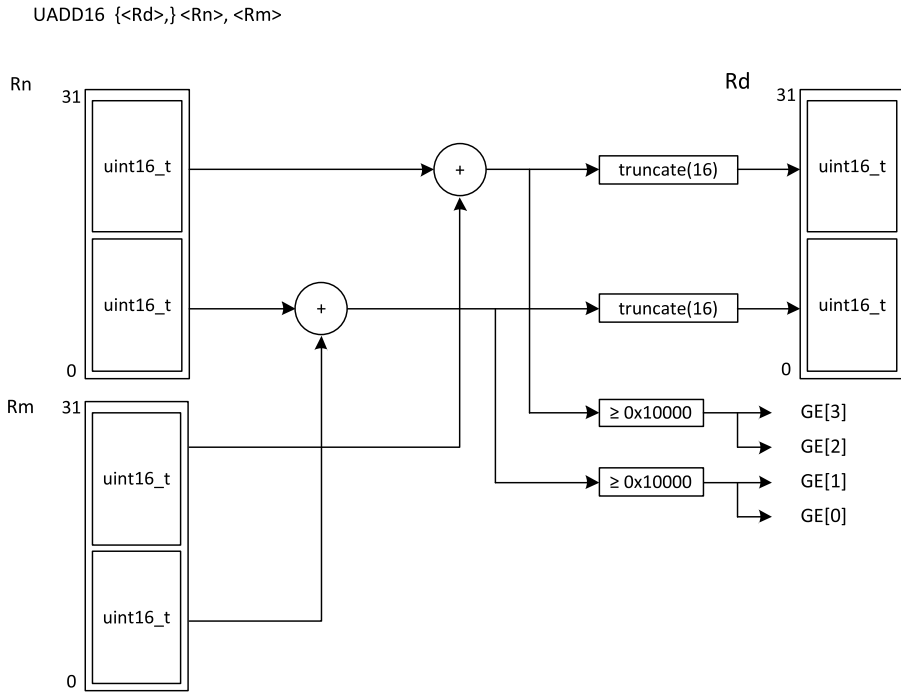 UADD16 {<Rd>,} <Rn>, <Rm>
Rn
31
uint16_t
uint16_t
0
Rm
31
uint16_t
uint16_t
0
+
+
truncate(16)
truncate(16)
≥ 0x10000
≥ 0x10000
Rd
31
uint16_t
uint16_t
0
GE[3]
GE[2]
GE[1]
GE[0]